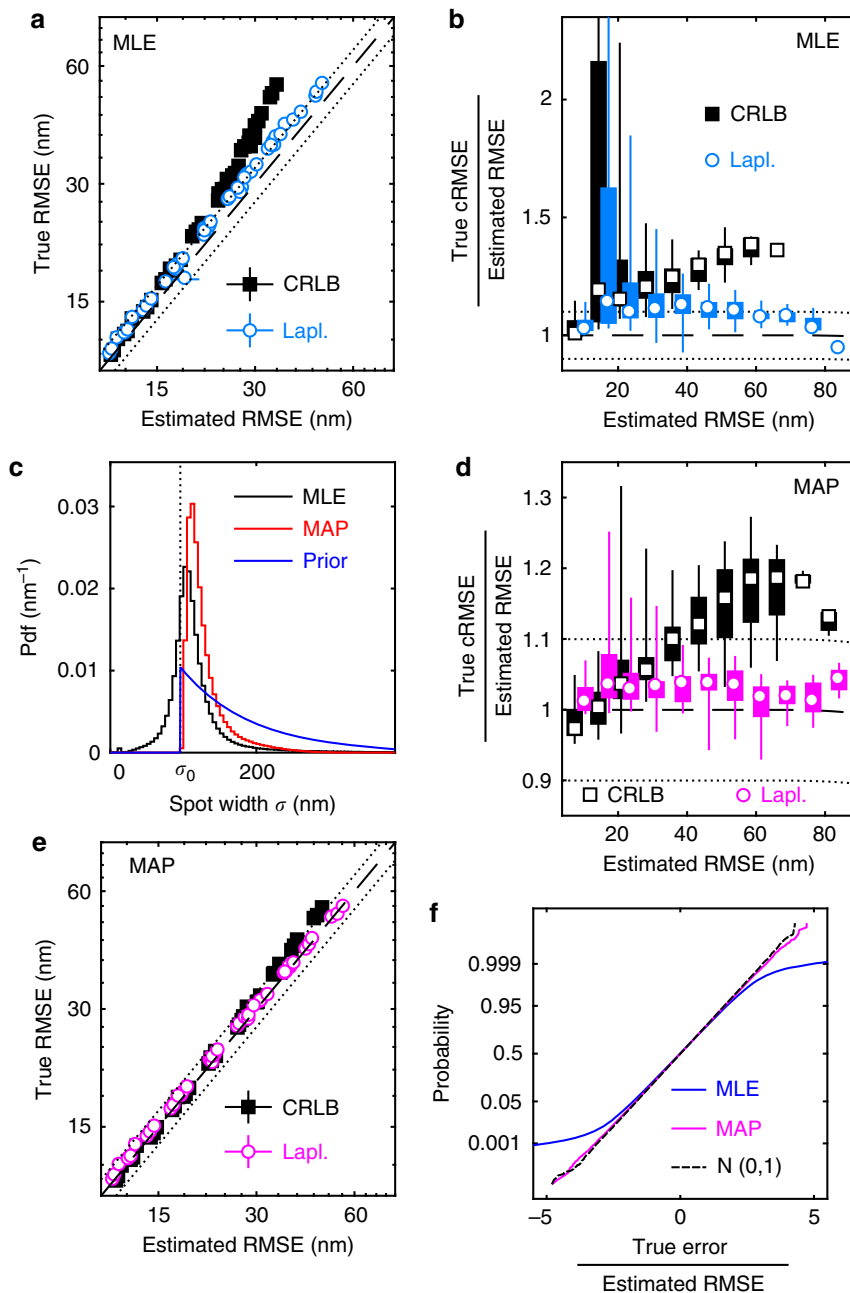 a
MLE
60
30
15
True RMSE (nm)
CRLB
Lapl.
15
30
60
Estimated RMSE (nm)
b
MLE
2
1.5
1
True cRMSE
Estimated RMSE
CRLB
Lapl.
20
40
60
80
Estimated RMSE (nm)
c
0.03
0.02
0.01
0
Pdf (nm⁻¹)
MLE
MAP
Prior
0
σ₀
200
Spot width σ (nm)
d
MAP
1.3
1.2
1.1
1
0.9
True cRMSE
Estimated RMSE
CRLB
Lapl.
20
40
60
80
Estimated RMSE (nm)
e
MAP
60
30
15
True RMSE (nm)
CRLB
Lapl.
15
30
60
Estimated RMSE (nm)
f
0.999
0.95
0.5
0.05
0.001
Probability
MLE
MAP
N (0,1)
–5
0
5
True error
Estimated RMSE